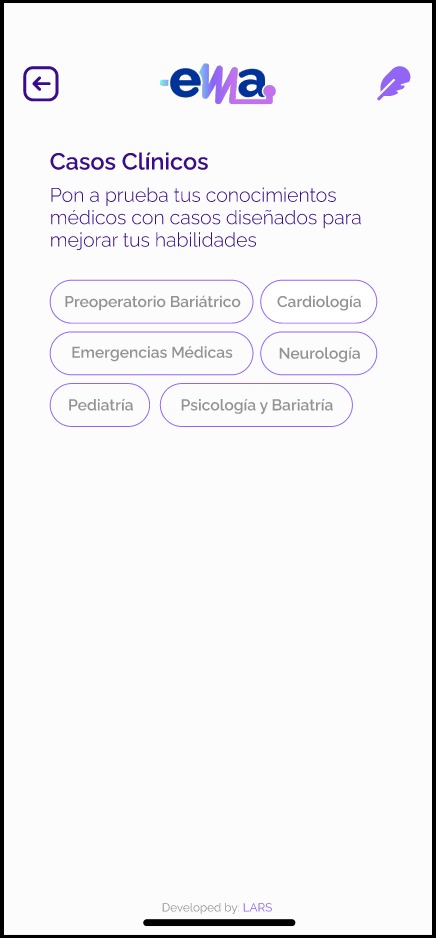 ema
Casos Clínicos
Pon a prueba tus conocimientos
médicos con casos diseñados para
mejorar tus habilidades
Preoperatorio Bariátrico Cardiología
Emergencias Médicas Neurología
Pediatría Psicología y Bariatría
Developed by: LARS